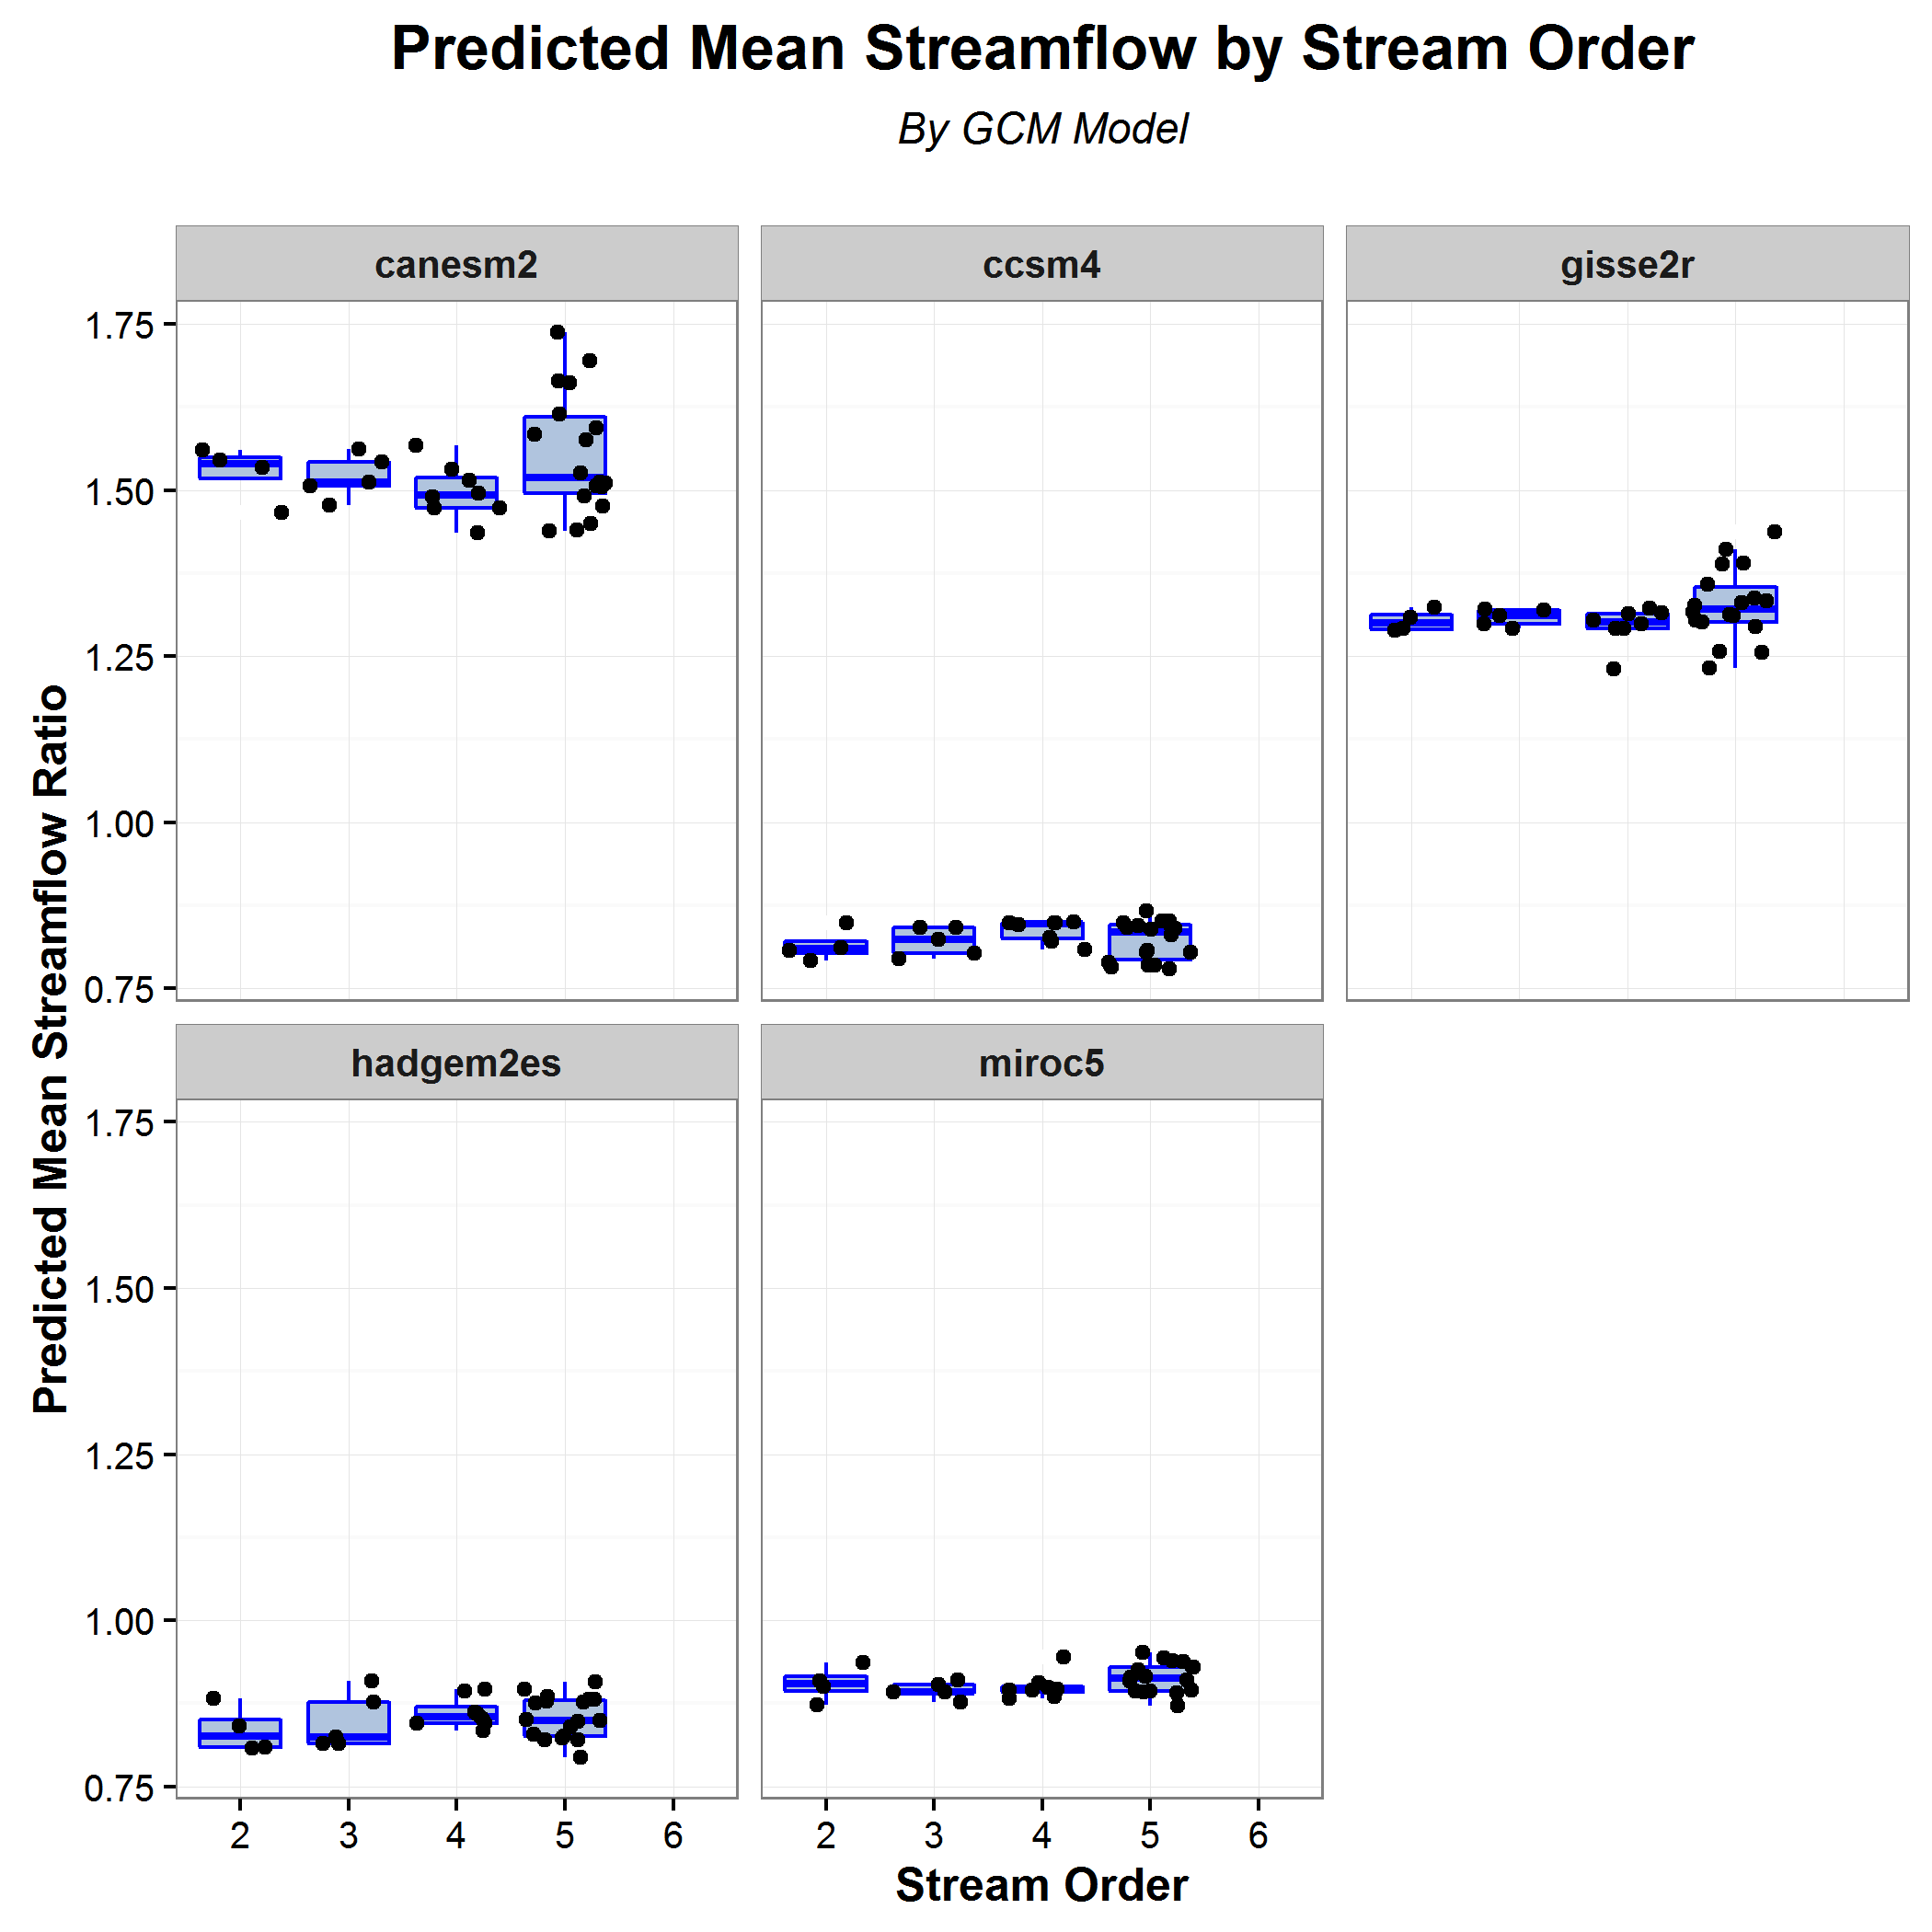 Predicted Mean Streamflow by Stream Order
By GCM Model
canesm2
ccsm4
gisse2r
1.75
1.50
1.25
1.00
0.75
Predicted Mean Streamflow Ratio
hadgem2es
miroc5
1.75
1.50
1.25
1.00
0.75
2 3 4 5 6
2 3 4 5 6
Stream Order